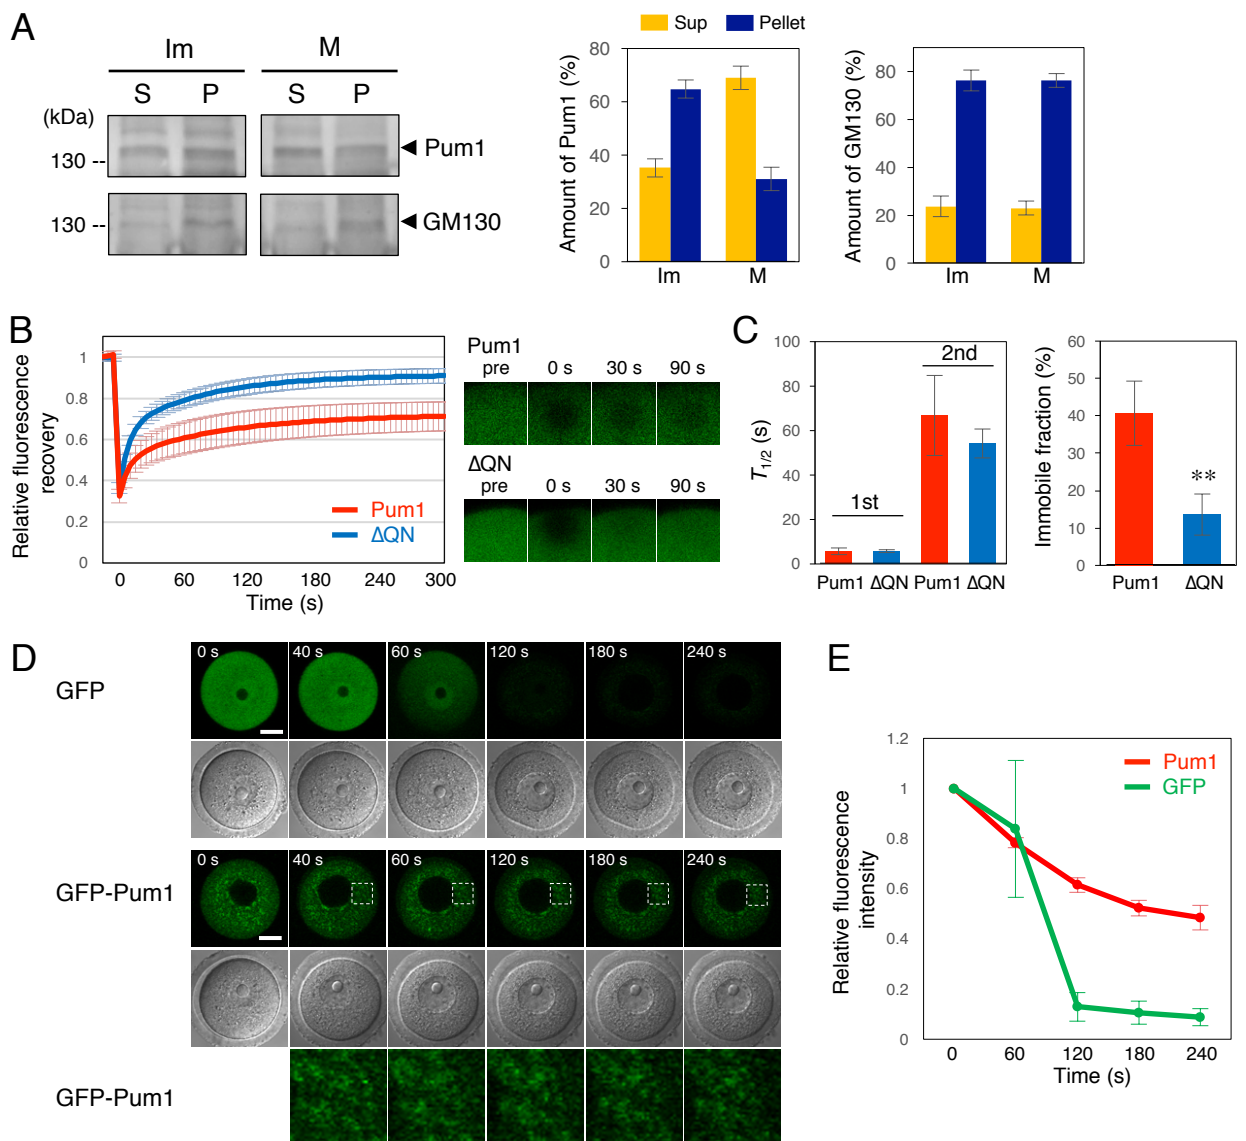 A
Im M
S P S P
(kDa)
130 --
Pum1
130 --
GM130
Sup Pellet
Amount of Pum1 (%)
80
60
40
20
0
Im M
Amount of GM130 (%)
80
60
40
20
0
Im M
B
Relative fluorescence
recovery
1
0.8
0.6
0.4
0.2
0
Pum1
ΔQN
0 60 120 180 240 300
Time (s)
Pum1
pre 0 s 30 s 90 s
ΔQN
pre 0 s 30 s 90 s
C
T1/2 (s)
100
80
60
40
20
0
1st
2nd
Pum1 ΔQN Pum1 ΔQN
Immobile fraction (%)
60
50
40
30
20
10
0
**
Pum1 ΔQN
D
GFP
0 s 40 s 60 s 120 s 180 s 240 s
GFP-Pum1
0 s 40 s 60 s 120 s 180 s 240 s
GFP-Pum1
E
Relative fluorescence
intensity
1.2
1
0.8
0.6
0.4
0.2
0
Pum1
GFP
0 60 120 180 240
Time (s)